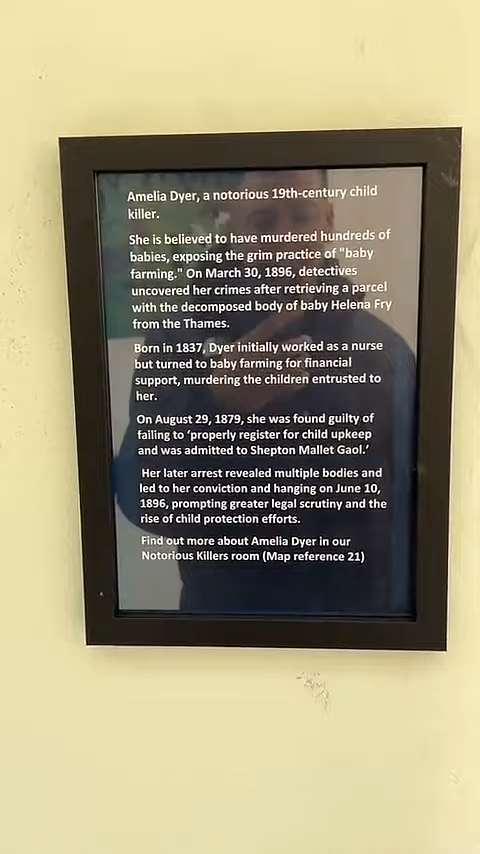 Amelia Dyer, a notorious 19th-century child
killer.
She is believed to have murdered hundreds of
babies, exposing the grim practice of "baby
farming." On March 30, 1896, detectives
uncovered her crimes after retrieving a parcel
with the decomposed body of baby Helena Fry
from the Thames.
Born in 1837, Dyer initially worked as a nurse
but turned to baby farming for financial
support, murdering the children entrusted to
her.
On August 29, 1879, she was found guilty of
failing to ‘properly register for child upkeep
and was admitted to Shepton Mallet Gaol.’
Her later arrest revealed multiple bodies and
led to her conviction and hanging on June 10,
1896, prompting greater legal scrutiny and the
rise of child protection efforts.
Find out more about Amelia Dyer in our
Notorious Killers room (Map reference 21)